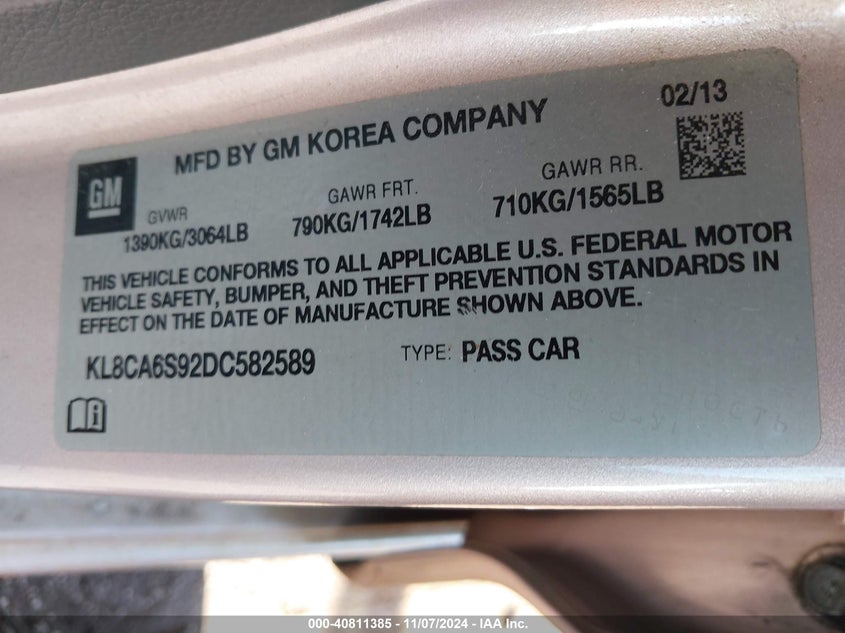 02/13
MFD BY GM KOREA COMPANY
GM
GVWR
1390KG/3064LB
GAWR FRT.
790KG/1742LB
GAWR RR.
710KG/1565LB
THIS VEHICLE CONFORMS TO ALL APPLICABLE U.S. FEDERAL MOTOR
VEHICLE SAFETY, BUMPER, AND THEFT PREVENTION STANDARDS IN
EFFECT ON THE DATE OF MANUFACTURE SHOWN ABOVE.
KL8CA6S92DC582589
TYPE: PASS CAR
000-40811385 - 11/07/2024 - IAA Inc.